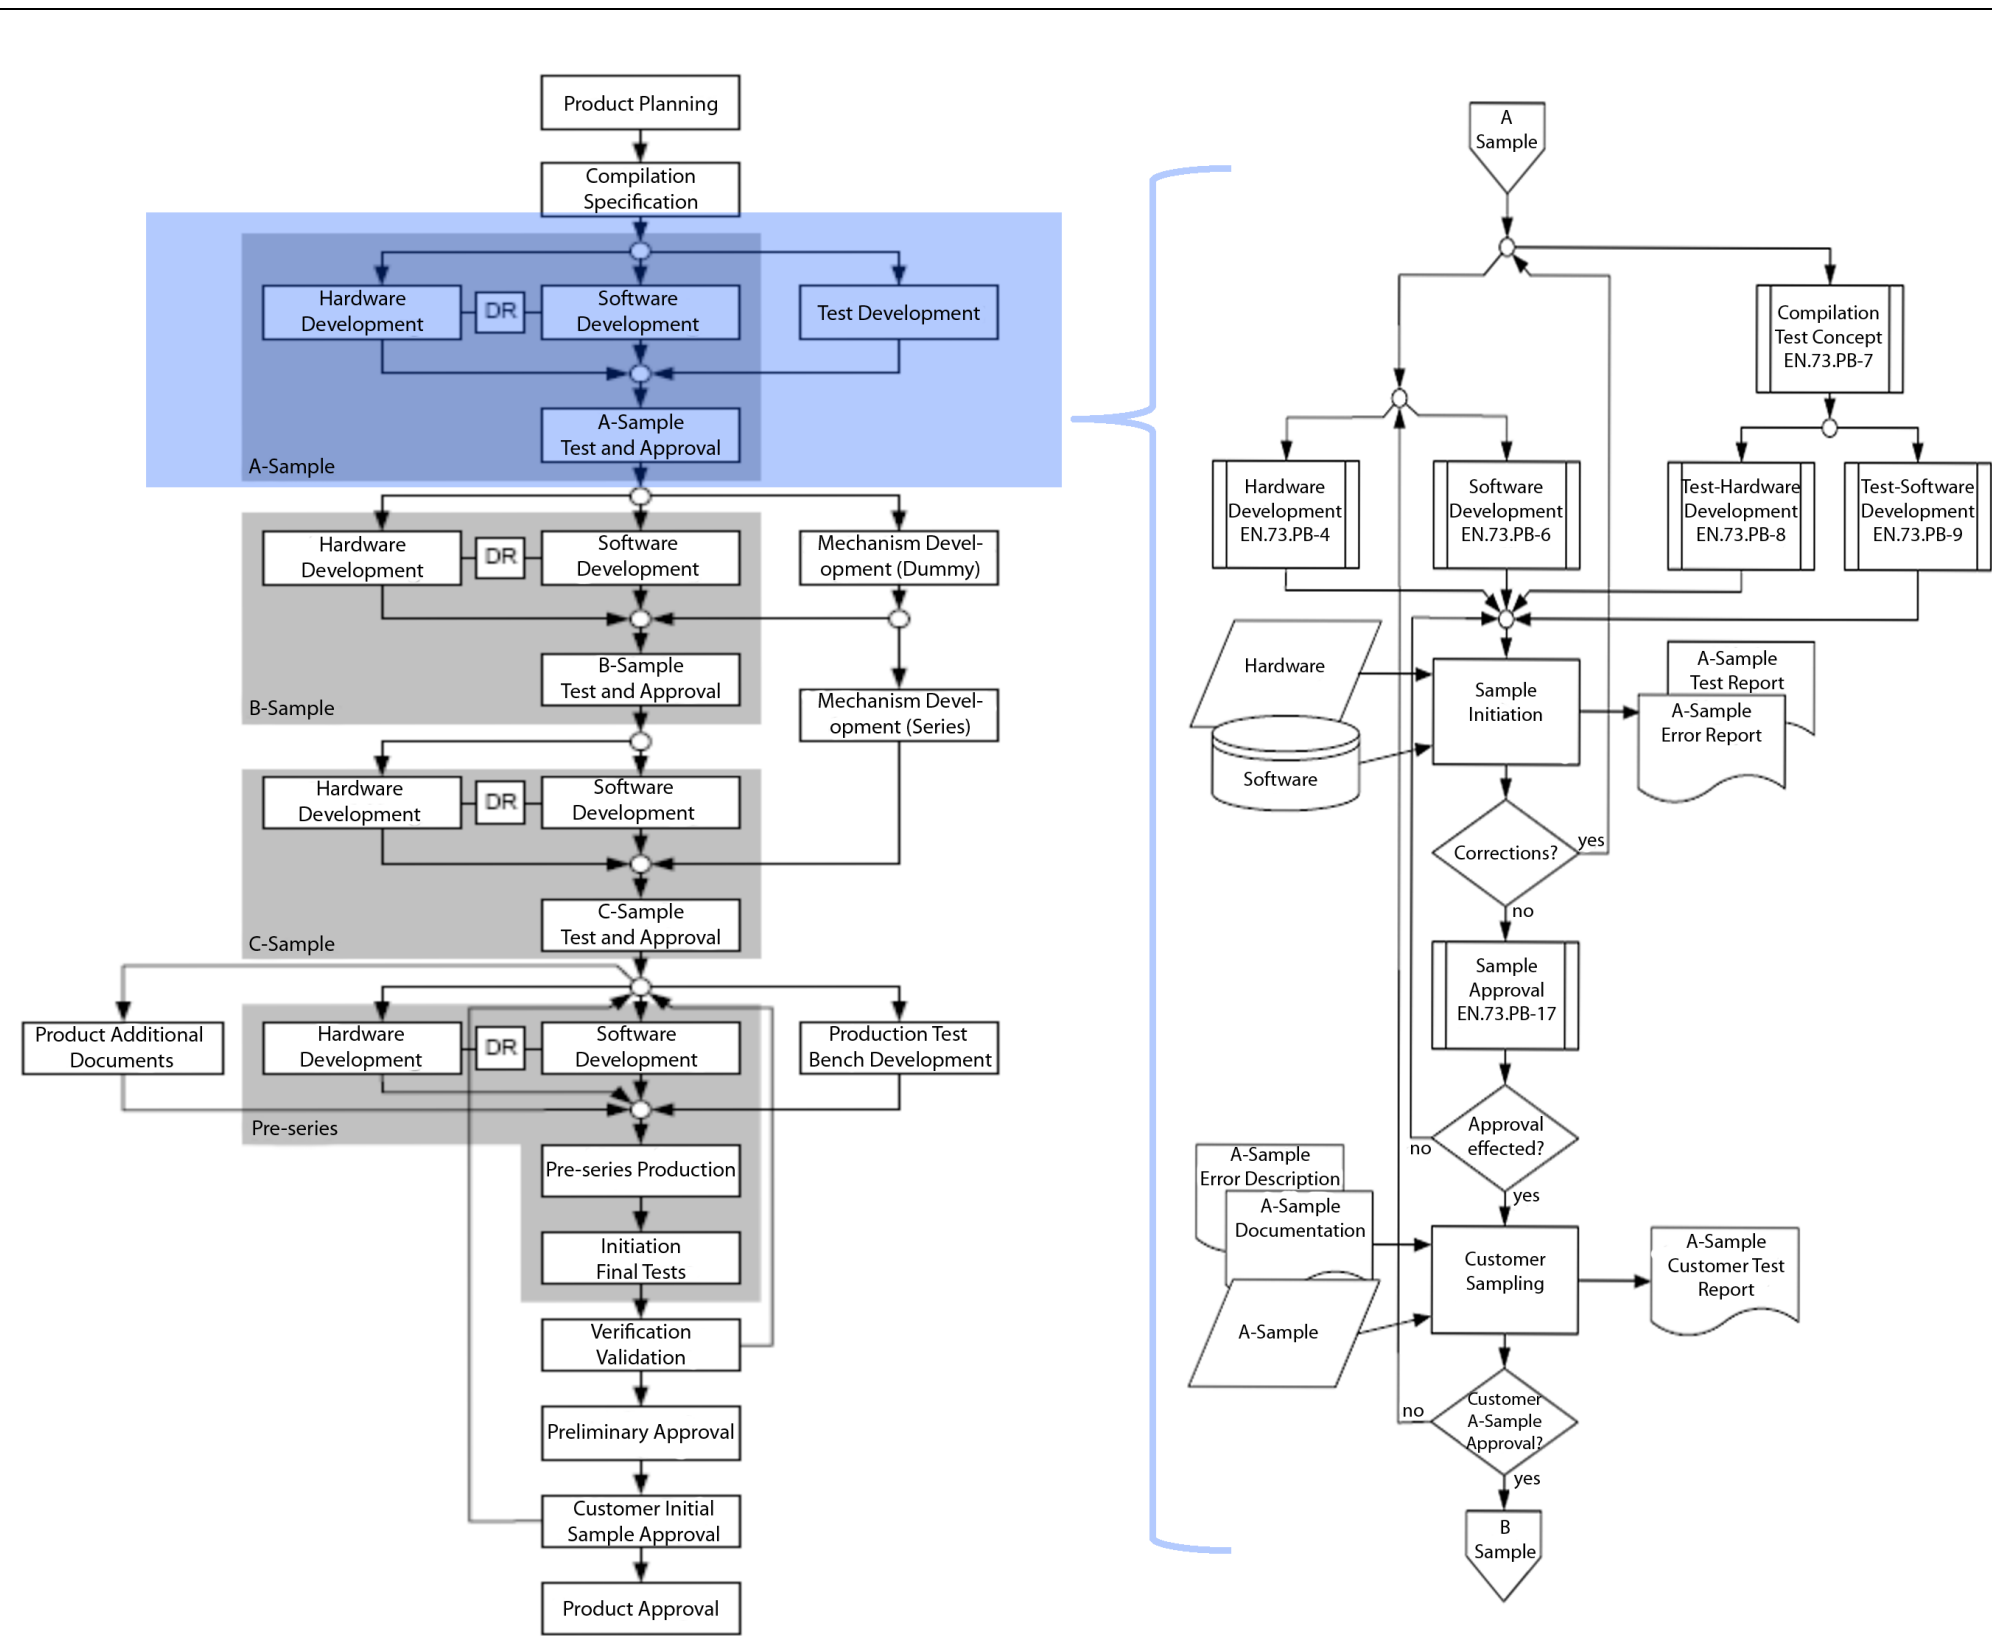 Product Planning
Compilation
Specification
Hardware
Development
DR
Software
Development
Test Development
A-Sample
Test and Approval
A-Sample
Hardware
Development
DR
Software
Development
Mechanism Devel-
opment (Dummy)
B-Sample
Test and Approval
B-Sample
Mechanism Devel-
opment (Series)
Hardware
Development
DR
Software
Development
C-Sample
Test and Approval
C-Sample
Product Additional
Documents
Hardware
Development
DR
Software
Development
Production Test
Bench Development
Pre-series
Pre-series Production
Initiation
Final Tests
Verification
Validation
Preliminary Approval
Customer Initial
Sample Approval
Product Approval
A
Sample
Compilation
Test Concept
EN.73.PB-7
Hardware
Development
EN.73.PB-4
Software
Development
EN.73.PB-6
Test-Hardware
Development
EN.73.PB-8
Test-Software
Development
EN.73.PB-9
Hardware
Software
Sample
Initiation
A-Sample
Test Report
A-Sample
Error Report
Corrections?
yes
no
Sample
Approval
EN.73.PB-17
Approval
effected?
no
yes
A-Sample
Error Description
A-Sample
Documentation
A-Sample
Customer
Sampling
A-Sample
Customer Test
Report
Customer
A-Sample
Approval?
no
yes
B
Sample